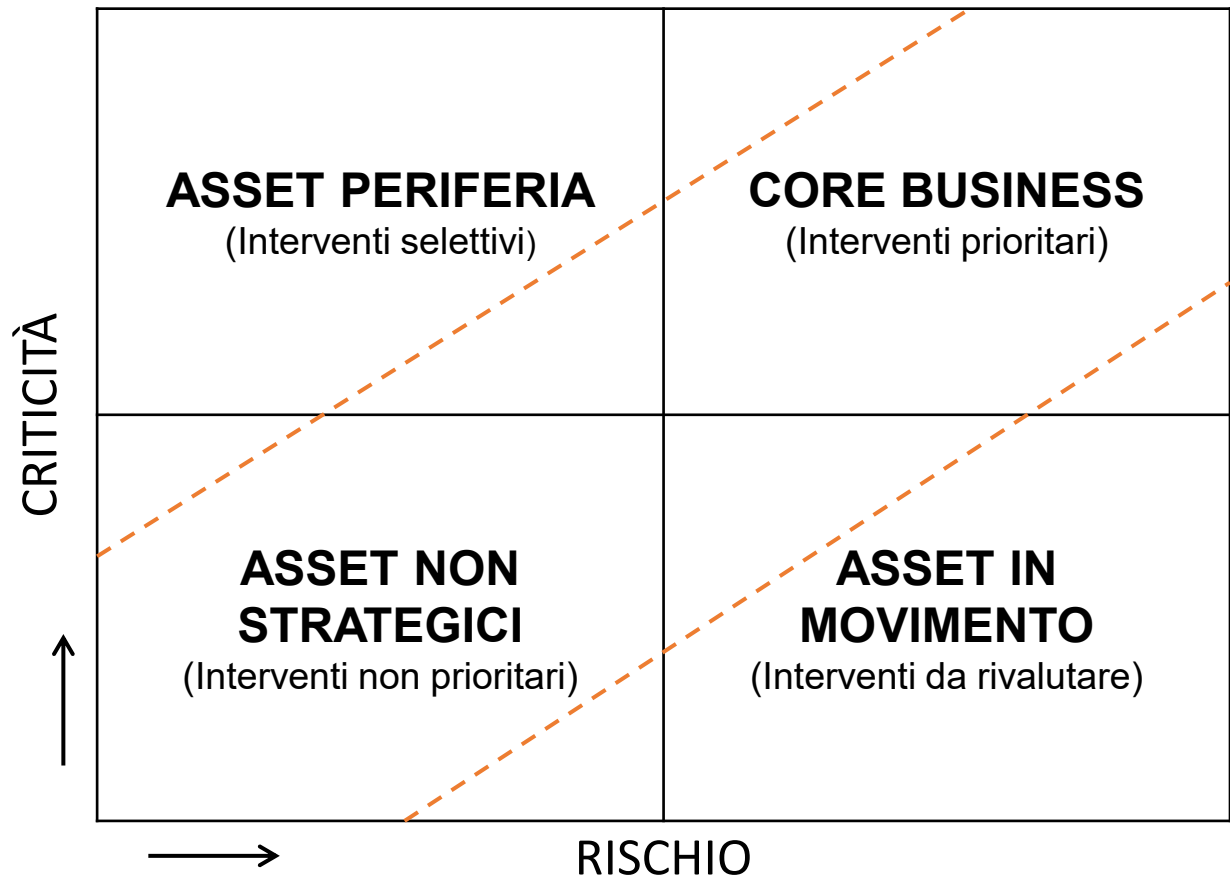 ASSET PERIFERIA
(Interventi selettivi)
CORE BUSINESS
(Interventi prioritari)
CRITICITÀ
ASSET NON
STRATEGICI
(Interventi non prioritari)
ASSET IN
MOVIMENTO
(Interventi da rivalutare)
RISCHIO